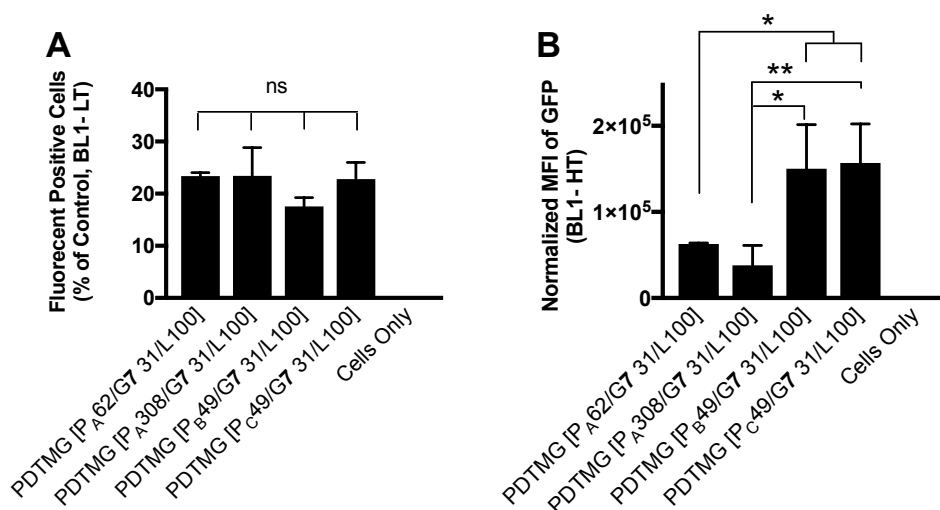 A
Fluorecent Positive Cells
(% of Control, BL1- LT)
40
30
20
10
0
ns
PDTMG [PA62/G7 31/L100]
PDTMG [PA308/G7 31/L100]
PDTMG [PB49/G7 31/L100]
PDTMG [PC49/G7 31/L100]
Cells Only
B
Normalized MFI of GFP
(BL1- HT)
2×10⁵
1×10⁵
0
*
**
*
PDTMG [PA62/G7 31/L100]
PDTMG [PA308/G7 31/L100]
PDTMG [PB49/G7 31/L100]
PDTMG [PC49/G7 31/L100]
Cells Only